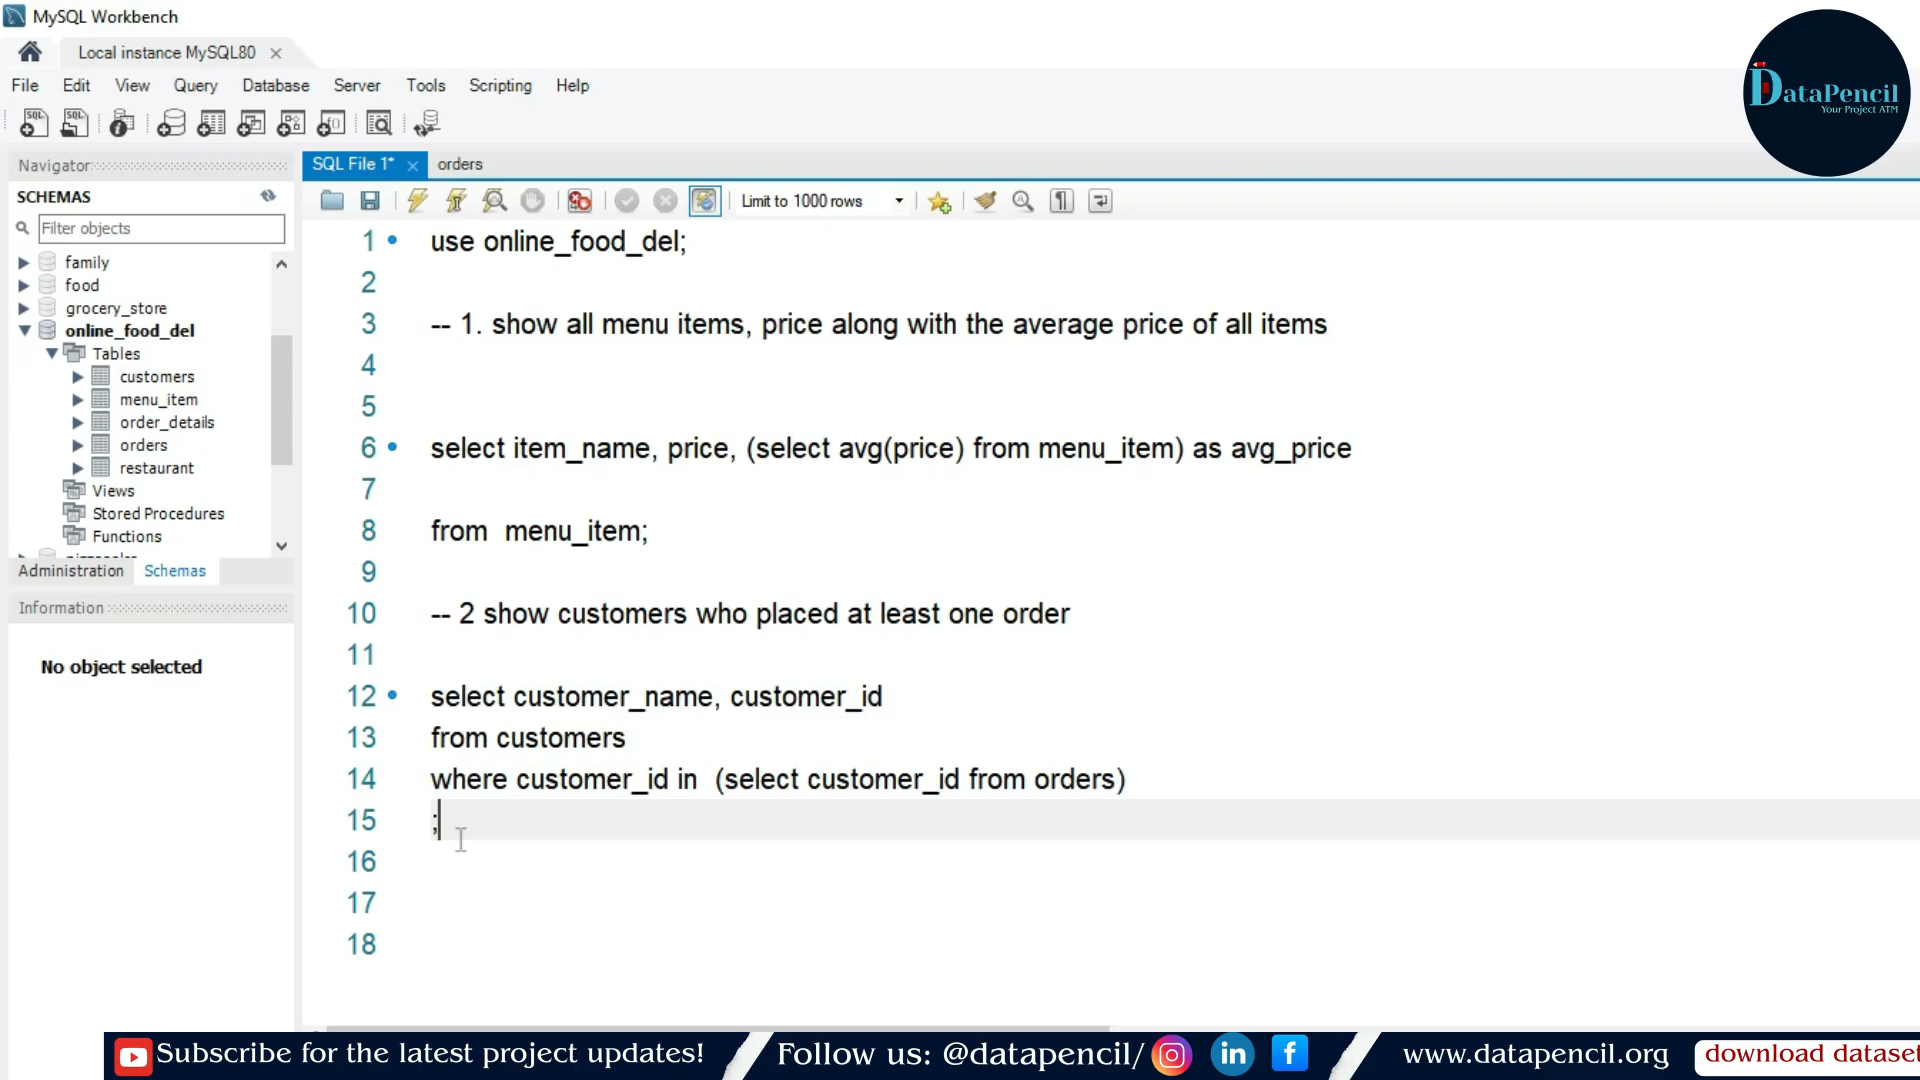 MySQL Workbench
Local instance MySQL80
File Edit View Query Database Server Tools Scripting Help
DataPencil
Your Project ATM
SQL
SQL
Navigator
SCHEMAS
Filter objects
family
food
grocery_store
online_food_del
Tables
customers
menu_item
order_details
orders
restaurant
Views
Stored Procedures
Functions
Administration Schemas
Information
No object selected
SQL File 1* orders
Limit to 1000 rows
1 use online_food_del;
2
3 -- 1. show all menu items, price along with the average price of all items
4
5
6 select item_name, price, (select avg(price) from menu_item) as avg_price
7
8 from  menu_item;
9
10 -- 2 show customers who placed at least one order
11
12 select customer_name, customer_id
13 from customers
14 where customer_id in  (select customer_id from orders)
15 ;
16
17
18
Subscribe for the latest project updates! Follow us: @datapencil/ in f www.datapencil.org download dataset